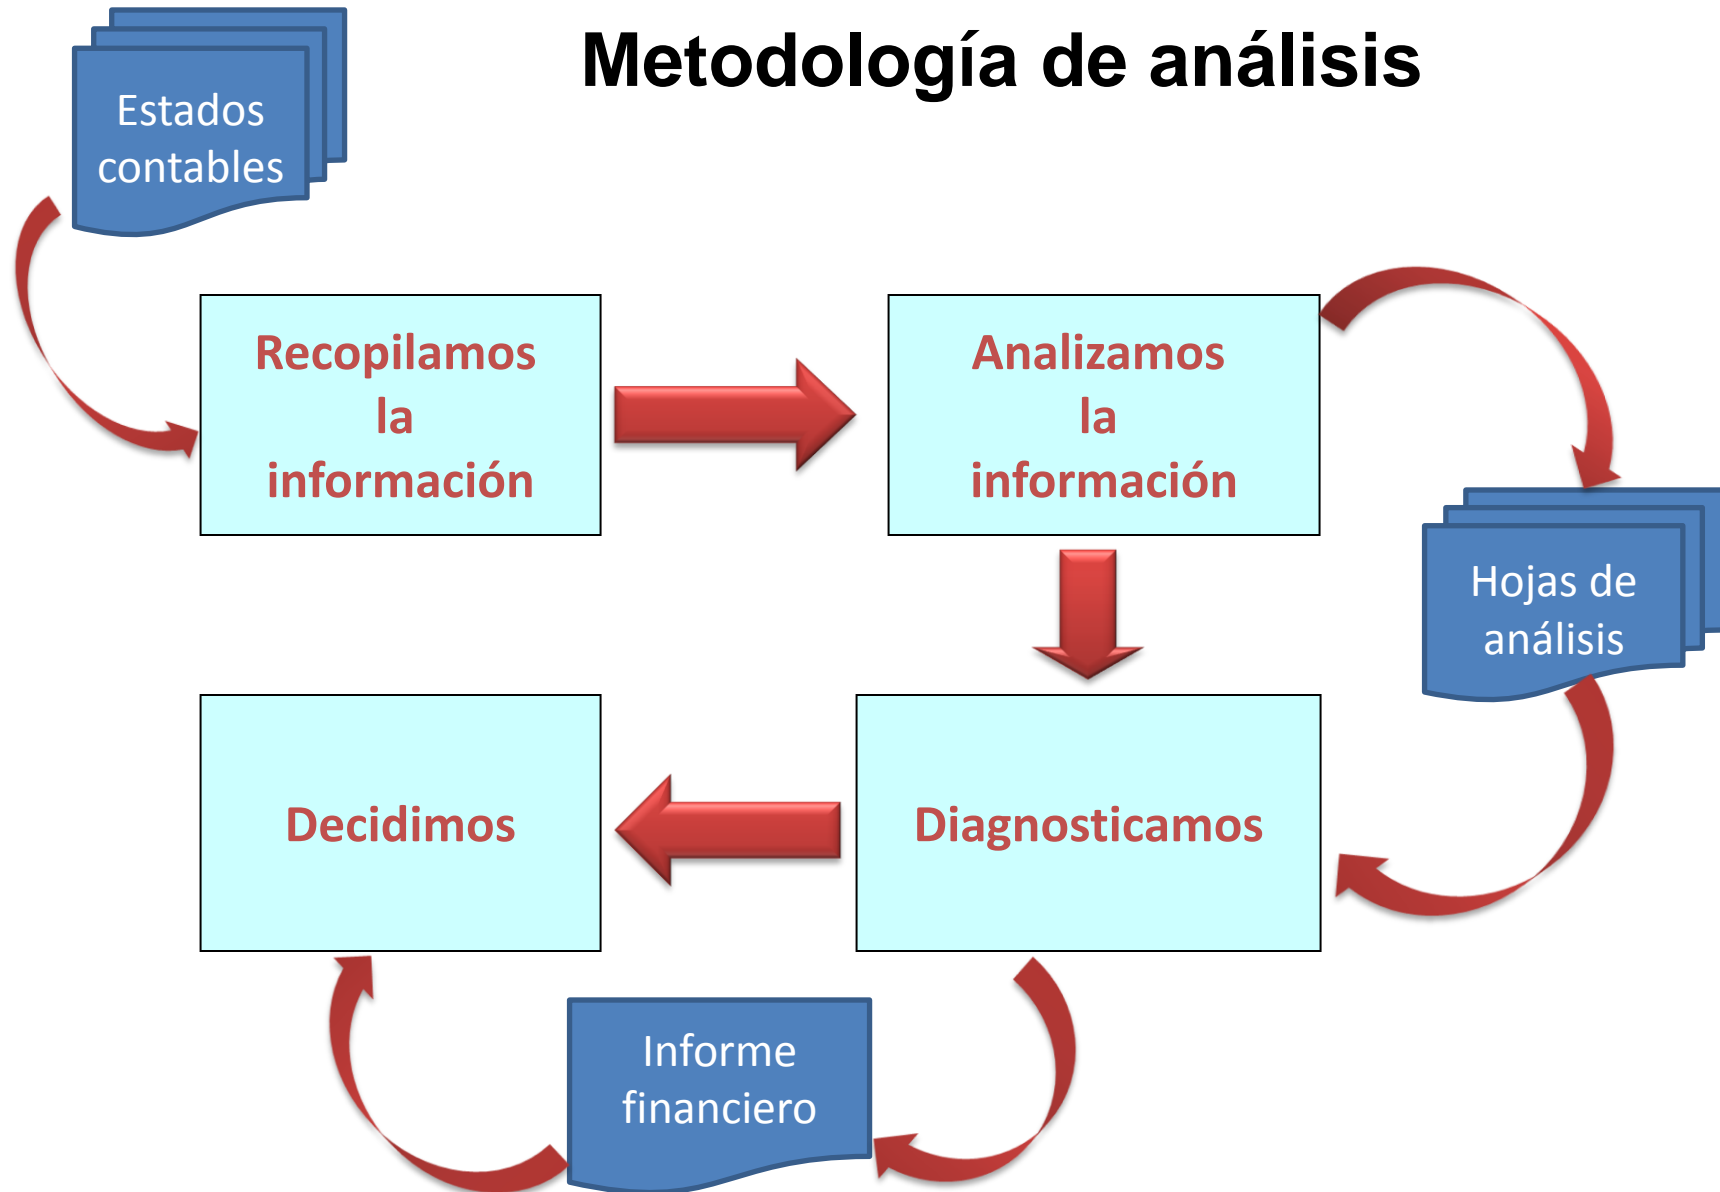 Metodología de análisis
Estados
contables
Recopilamos
la
información
Analizamos
la
información
Hojas de
análisis
Decidimos
Diagnosticamos
Informe
financiero